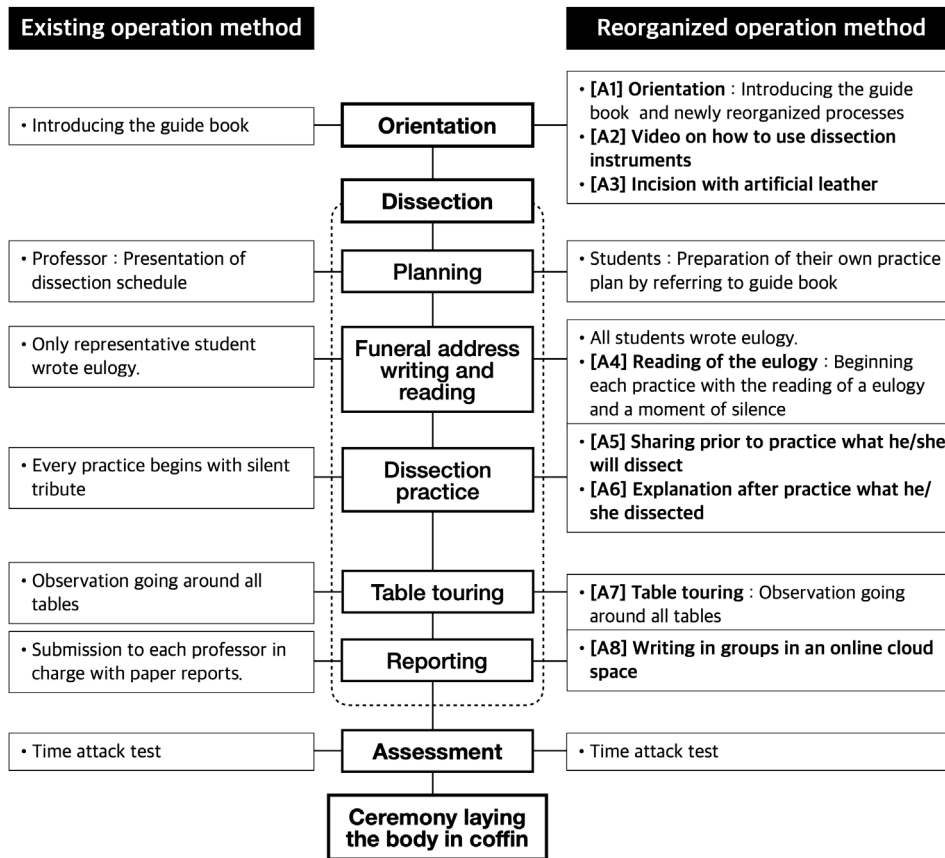 Existing operation method
Reorganized operation method
• Introducing the guide book
Orientation
• [A1] Orientation : Introducing the guide
book and newly reorganized processes
• [A2] Video on how to use dissection
instruments
• [A3] Incision with artificial leather
Dissection
• Professor : Presentation of
dissection schedule
Planning
• Students : Preparation of their own practice
plan by referring to guide book
• Only representative student
wrote eulogy.
Funeral address
writing and
reading
• All students wrote eulogy.
• [A4] Reading of the eulogy : Beginning
each practice with the reading of a eulogy
and a moment of silence
• Every practice begins with silent
tribute
Dissection
practice
• [A5] Sharing prior to practice what he/she
will dissect
• [A6] Explanation after practice what he/
she dissected
• Observation going around all
tables
Table touring
• [A7] Table touring : Observation going
around all tables
• Submission to each professor in
charge with paper reports.
Reporting
• [A8] Writing in groups in an online cloud
space
• Time attack test
Assessment
• Time attack test
Ceremony laying
the body in coffin